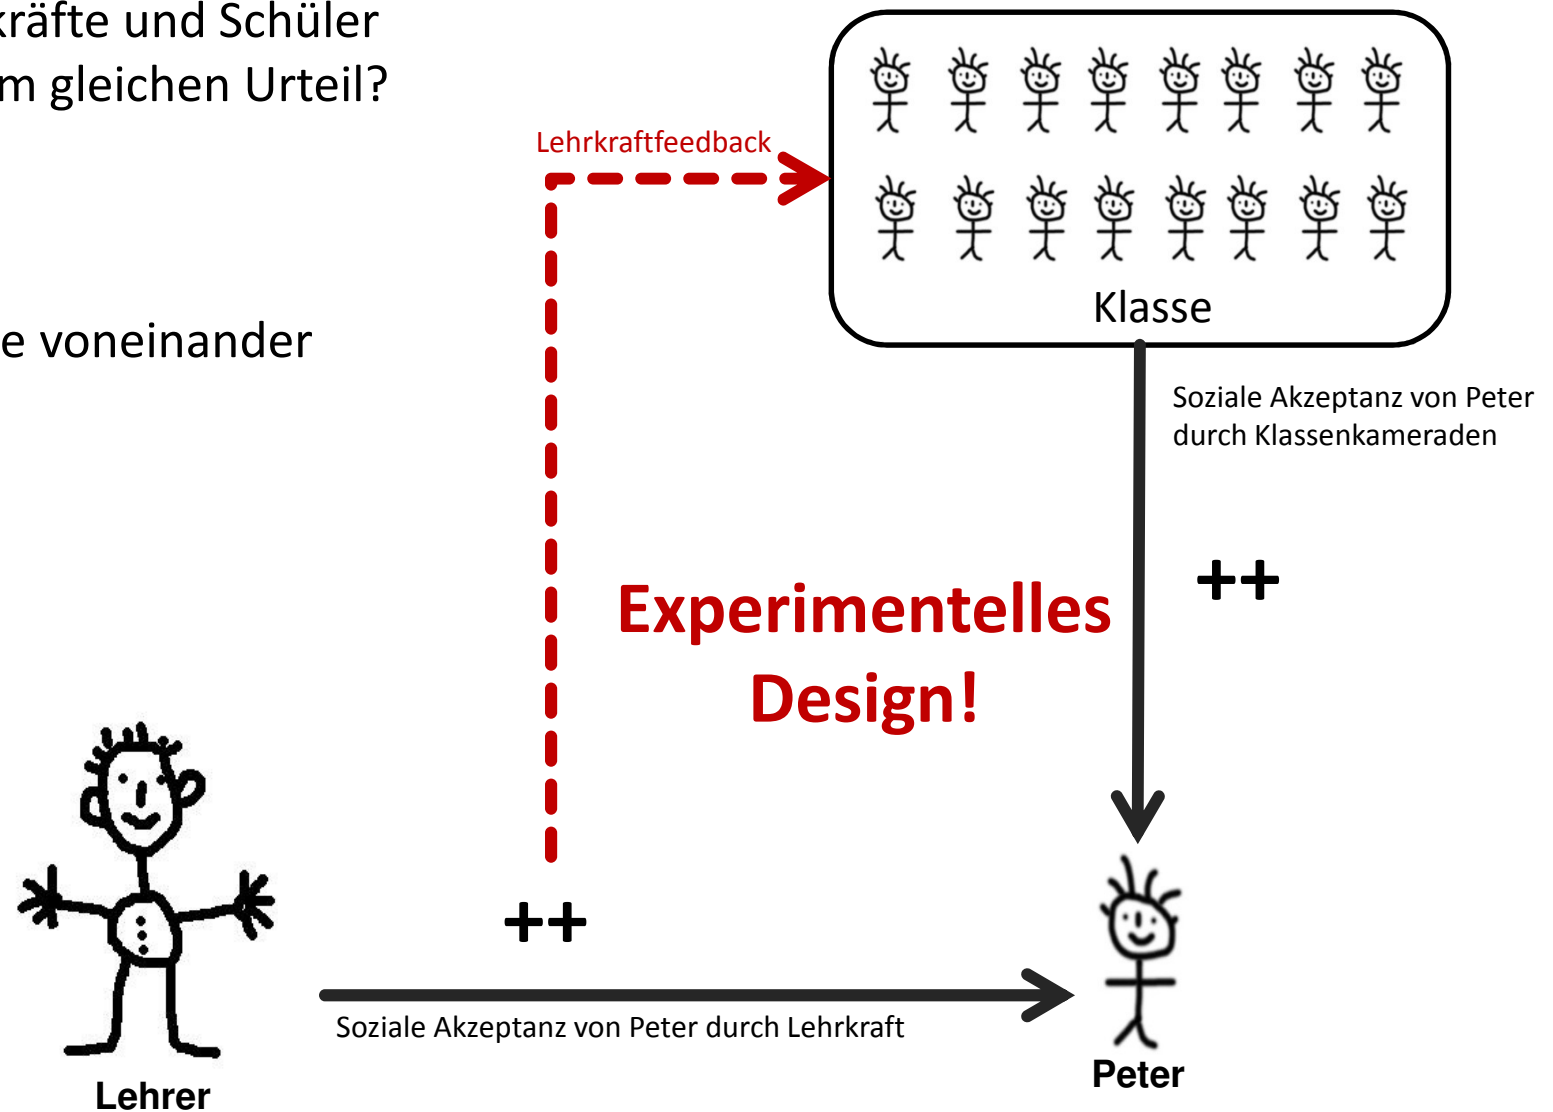 kräfte und Schüler
m gleichen Urteil?
Lehrkraftfeedback
Klasse
e voneinander
Soziale Akzeptanz von Peter
durch Klassenkameraden
++
Experimentelles
Design!
++
Soziale Akzeptanz von Peter durch Lehrkraft
Peter
Lehrer